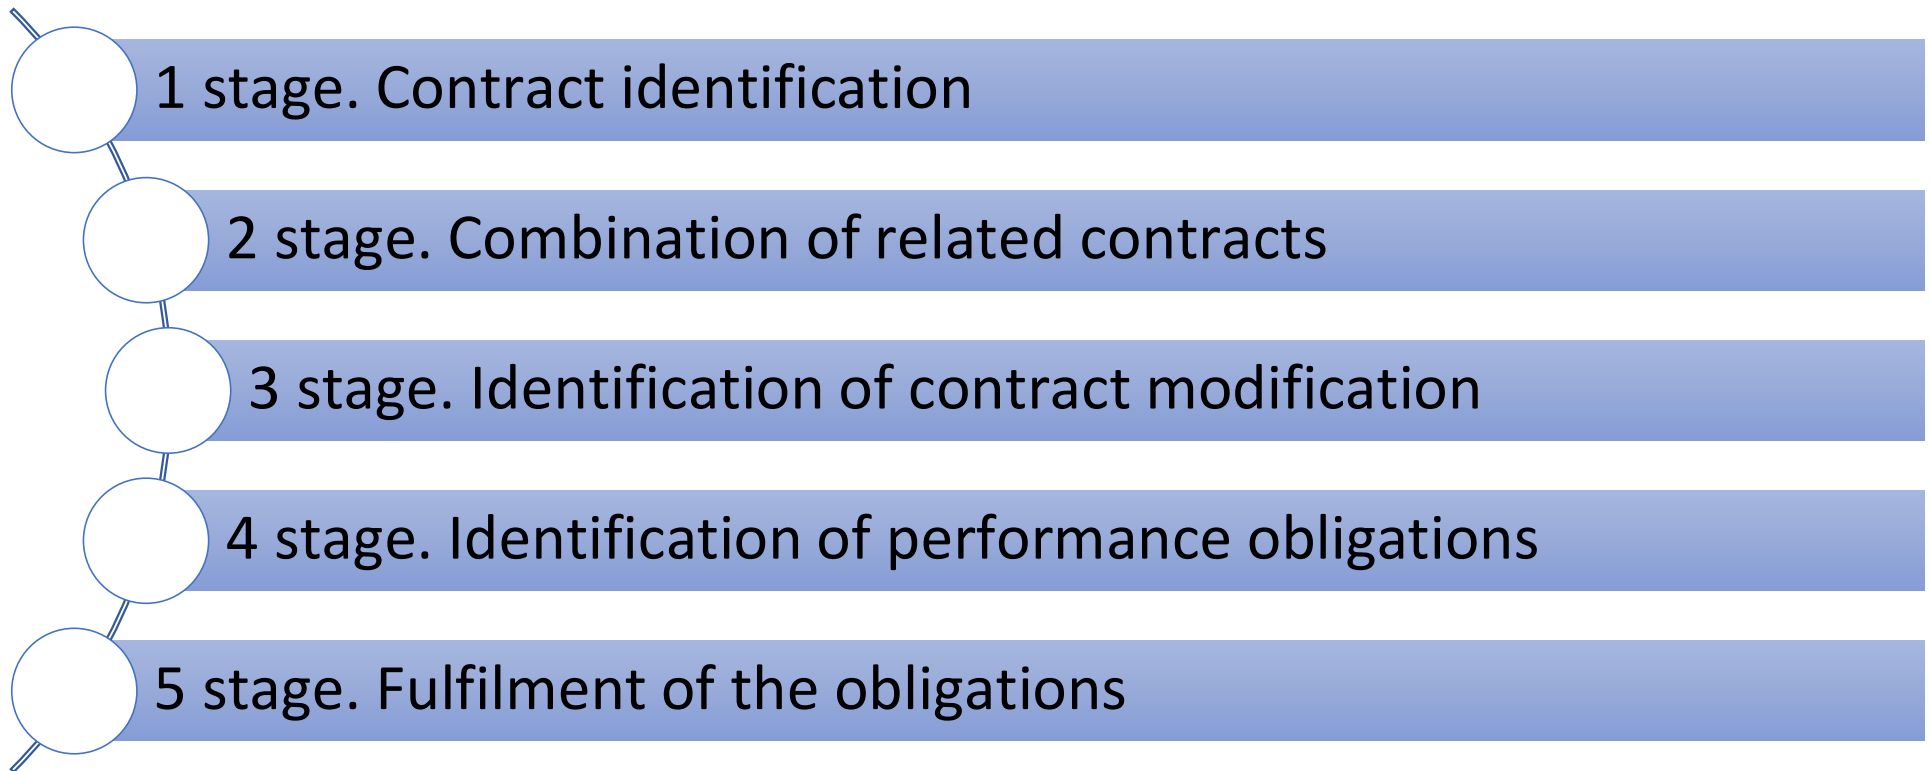 1 stage. Contract identification
2 stage. Combination of related contracts
3 stage. Identification of contract modification
4 stage. Identification of performance obligations
5 stage. Fulfilment of the obligations